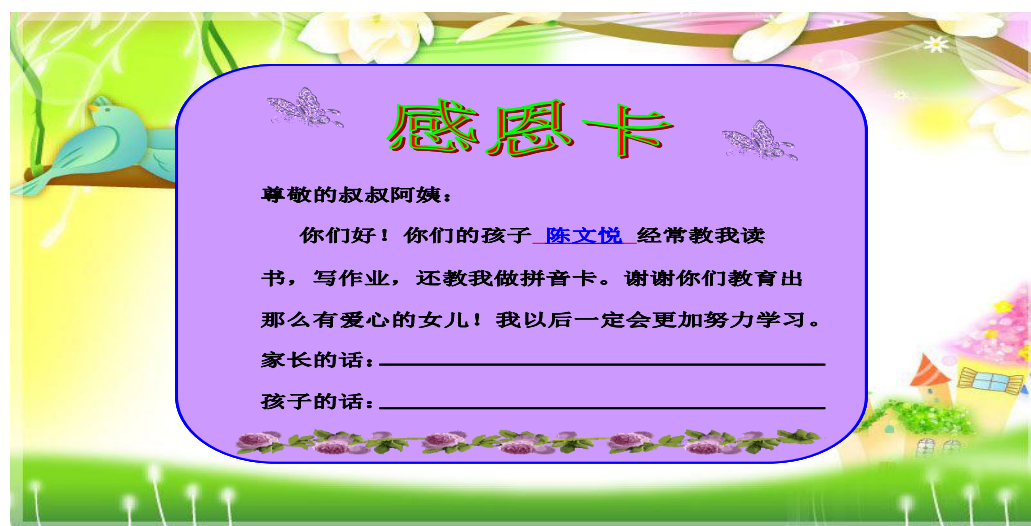 感恩卡
尊敬的叔叔阿姨：
你们好！你们的孩子 陈文悦 经常教我读
书，写作业，还教我做拼音卡。谢谢你们教育出
那么有爱心的女儿！我以后一定会更加努力学习。
家长的话：
孩子的话：